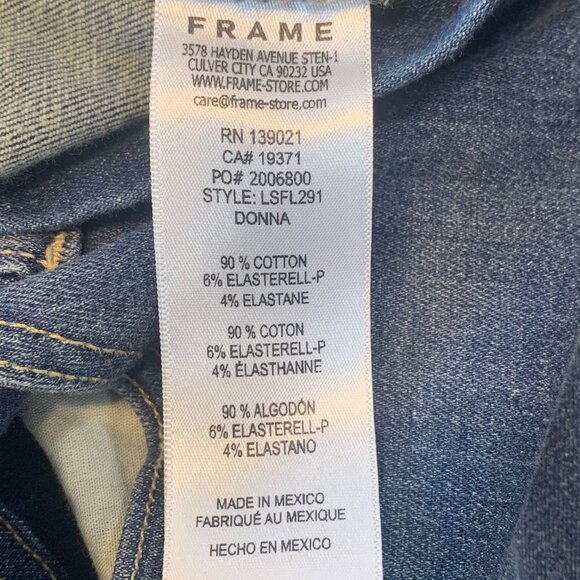 FRAME
3578 HAYDEN AVENUE STEN-1
CULVER CITY CA 90232 USA
WWW.FRAME-STORE.COM
care@frame-store.com
RN 139021
CA# 19371
PO# 2006800
STYLE: LSFL291
DONNA
90 % COTTON
6% ELASTERELL-P
4% ELASTANE
90 % COTON
6% ELASTERELL-P
4% ÉLASTHANNE
90 % ALGODÓN
6% ELASTERELL-P
4% ELASTANO
MADE IN MEXICO
FABRIQUÉ AU MEXIQUE
HECHO EN MEXICO